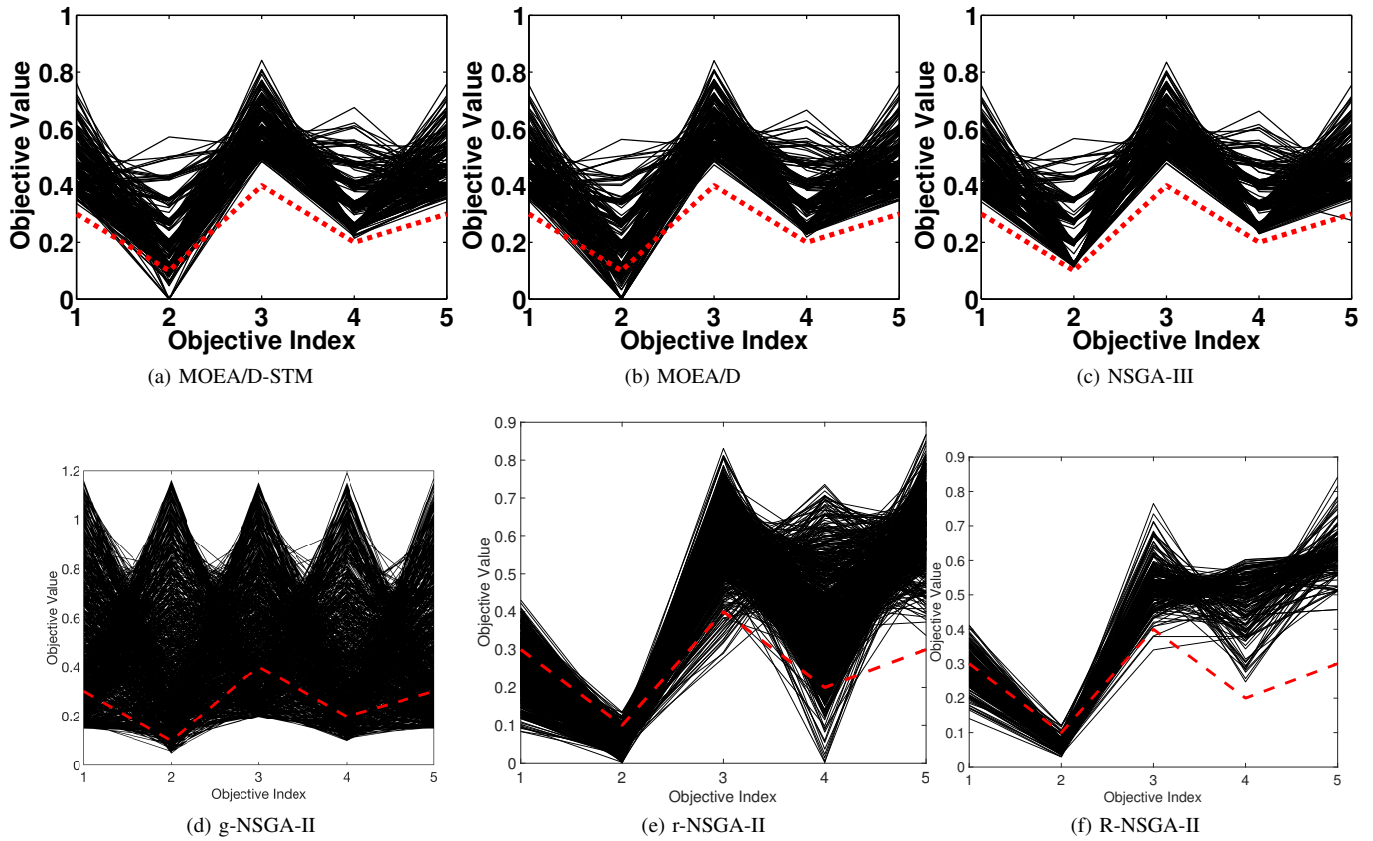 1
0.8
0.6
0.4
0.2
0
Objective Value
1 2 3 4 5
Objective Index
(a) MOEA/D-STM
1
0.8
0.6
0.4
0.2
0
Objective Value
1 2 3 4 5
Objective Index
(b) MOEA/D
1
0.8
0.6
0.4
0.2
0
Objective Value
1 2 3 4 5
Objective Index
(c) NSGA-III
1.2
1
0.8
0.6
0.4
0.2
0
Objective Value
1 2 3 4 5
Objective Index
(d) g-NSGA-II
0.9
0.8
0.7
0.6
0.5
0.4
0.3
0.2
0.1
0
Objective Value
1 2 3 4 5
Objective Index
(e) r-NSGA-II
0.9
0.8
0.7
0.6
0.5
0.4
0.3
0.2
0.1
0
Objective Value
1 2 3 4 5
Objective Index
(f) R-NSGA-II